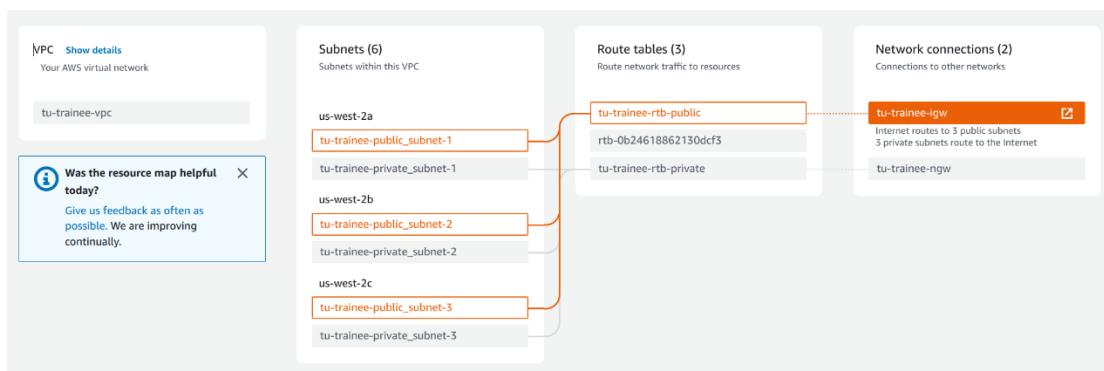 VPC Show details
Your AWS virtual network
tu-trainee-vpc
Was the resource map helpful
today?
Give us feedback as often as
possible. We are improving
continually.
Subnets (6)
Subnets within this VPC
us-west-2a
tu-trainee-public_subnet-1
tu-trainee-private_subnet-1
us-west-2b
tu-trainee-public_subnet-2
tu-trainee-private_subnet-2
us-west-2c
tu-trainee-public_subnet-3
tu-trainee-private_subnet-3
Route tables (3)
Route network traffic to resources
tu-trainee-rtb-public
rtb-0b24618862130dcf3
tu-trainee-rtb-private
Network connections (2)
Connections to other networks
tu-trainee-igw
Internet routes to 3 public subnets
3 private subnets route to the Internet
tu-trainee-ngw